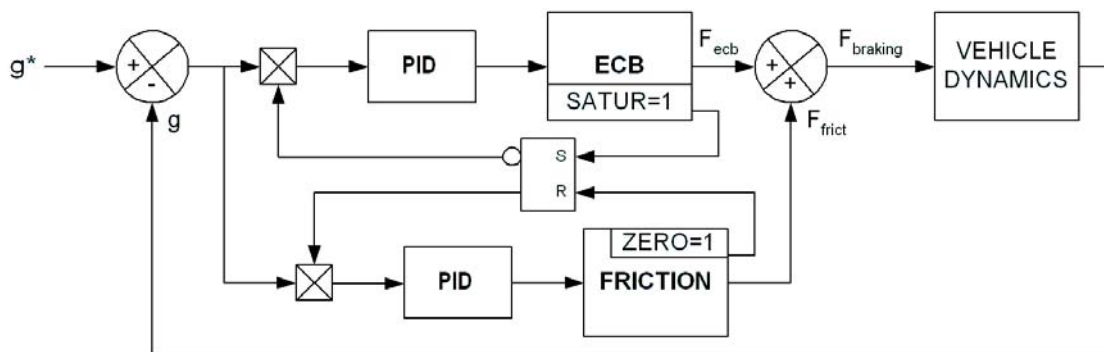 g*
+
-
g
PID
ECB
SATUR=1
F_ecb
+
+
F_braking
F_frict
VEHICLE
DYNAMICS
S
R
PID
ZERO=1
FRICTION